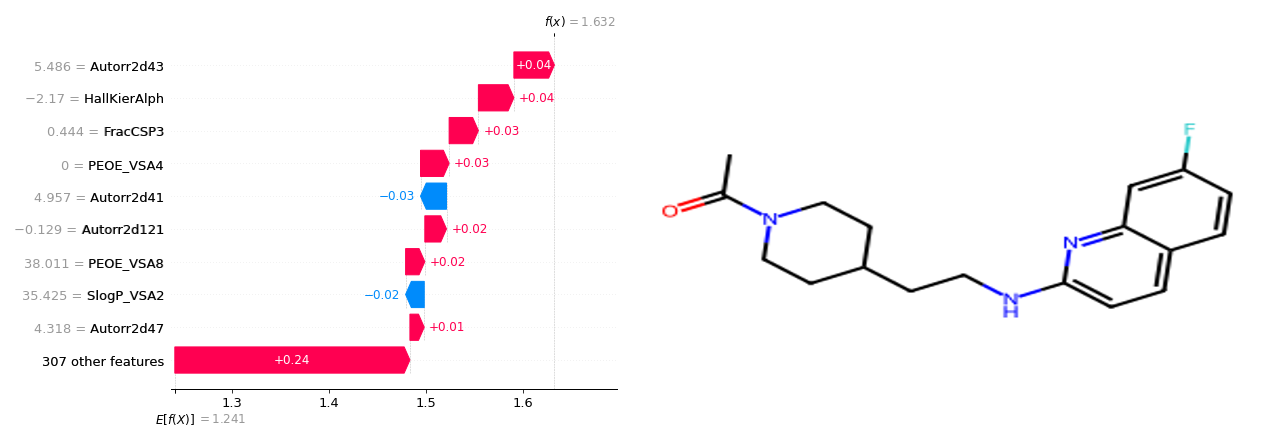 f(x) = 1.632
5.486 = Autorr2d43
+0.04
−2.17 = HallKierAlph
+0.04
0.444 = FracCSP3
+0.03
0 = PEOE_VSA4
+0.03
4.957 = Autorr2d41
−0.03
−0.129 = Autorr2d121
+0.02
38.011 = PEOE_VSA8
+0.02
35.425 = SlogP_VSA2
−0.02
4.318 = Autorr2d47
+0.01
307 other features
+0.24
1.3 1.4 1.5 1.6
E[f(X)] = 1.241
O
N
N
H
N
F